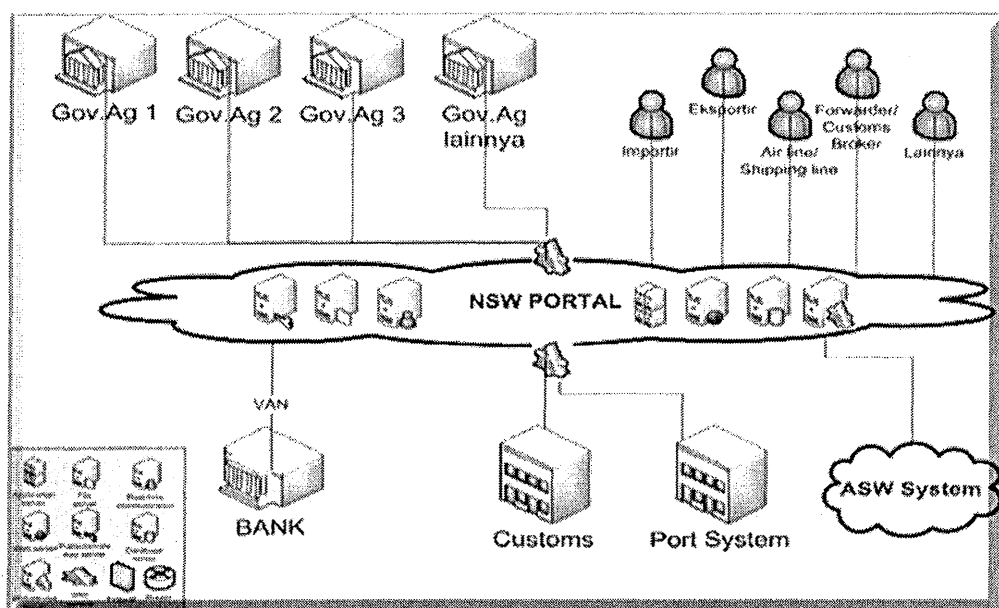 Gov.Ag 1
Gov.Ag 2
Gov.Ag 3
Gov.Ag
lainnya
Importir
Eksportir
Air line/
Shipping line
Forwarder/
Customs
Broker
Lainnya
NSW PORTAL
VAN
BANK
Customs
Port System
ASW System